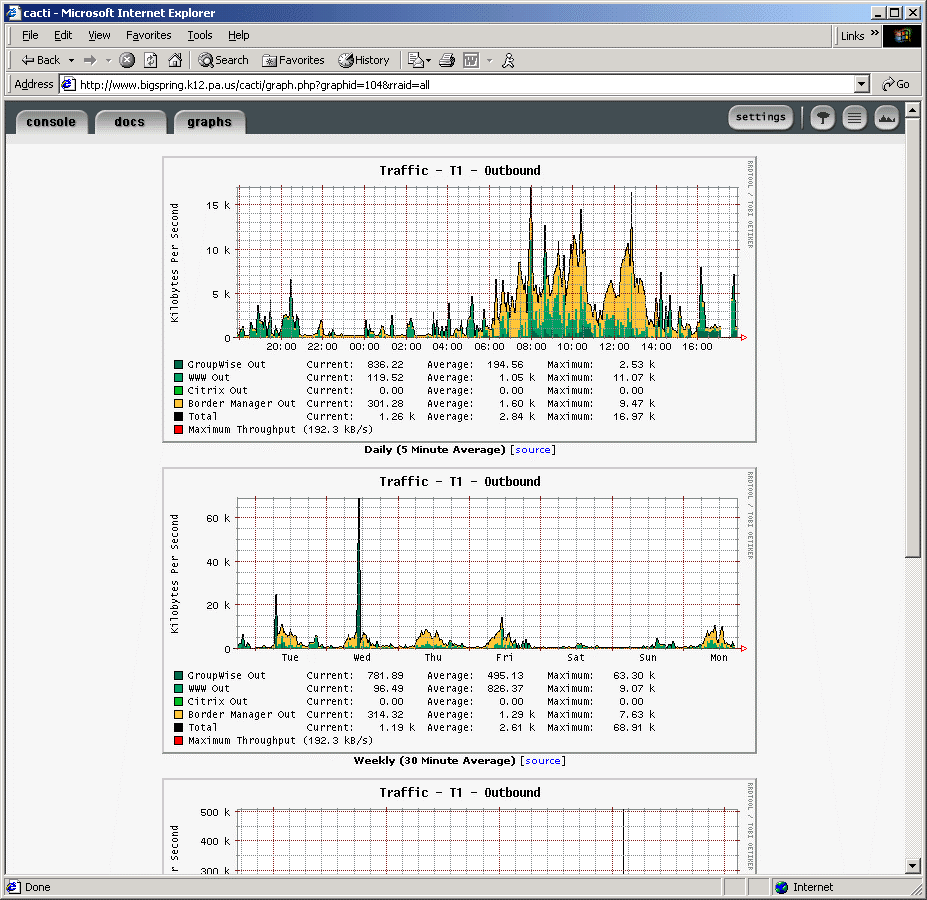 cacti - Microsoft Internet Explorer
File Edit View Favorites Tools Help Links »
Back Search Favorites History
Address http://www.bigspring.k12.pa.us/cacti/graph.php?graphid=104&rraid=all Go
console docs graphs settings
Traffic - T1 - Outbound
RRDTOOL / TOBI OETIKER
Kilobytes Per Second
15 k
10 k
5 k
0
20:00 22:00 00:00 02:00 04:00 06:00 08:00 10:00 12:00 14:00 16:00
GroupWise Out Current: 836.22 Average: 194.56 Maximum: 2.53 k
WWW Out Current: 119.52 Average: 1.05 k Maximum: 11.07 k
Citrix Out Current: 0.00 Average: 0.00 Maximum: 0.00
Border Manager Out Current: 301.28 Average: 1.60 k Maximum: 9.47 k
Total Current: 1.26 k Average: 2.84 k Maximum: 16.97 k
Maximum Throughput (192.3 kB/s)
Daily (5 Minute Average) [source]
Traffic - T1 - Outbound
RRDTOOL / TOBI OETIKER
Kilobytes Per Second
60 k
40 k
20 k
0
Tue Wed Thu Fri Sat Sun Mon
GroupWise Out Current: 781.89 Average: 495.13 Maximum: 63.30 k
WWW Out Current: 96.49 Average: 826.37 Maximum: 9.07 k
Citrix Out Current: 0.00 Average: 0.00 Maximum: 0.00
Border Manager Out Current: 314.32 Average: 1.29 k Maximum: 7.63 k
Total Current: 1.19 k Average: 2.61 k Maximum: 68.91 k
Maximum Throughput (192.3 kB/s)
Weekly (30 Minute Average) [source]
Traffic - T1 - Outbound
RRDTOOL / TOBI OETIKER
r Second
500 k
400 k
300 k
Done Internet